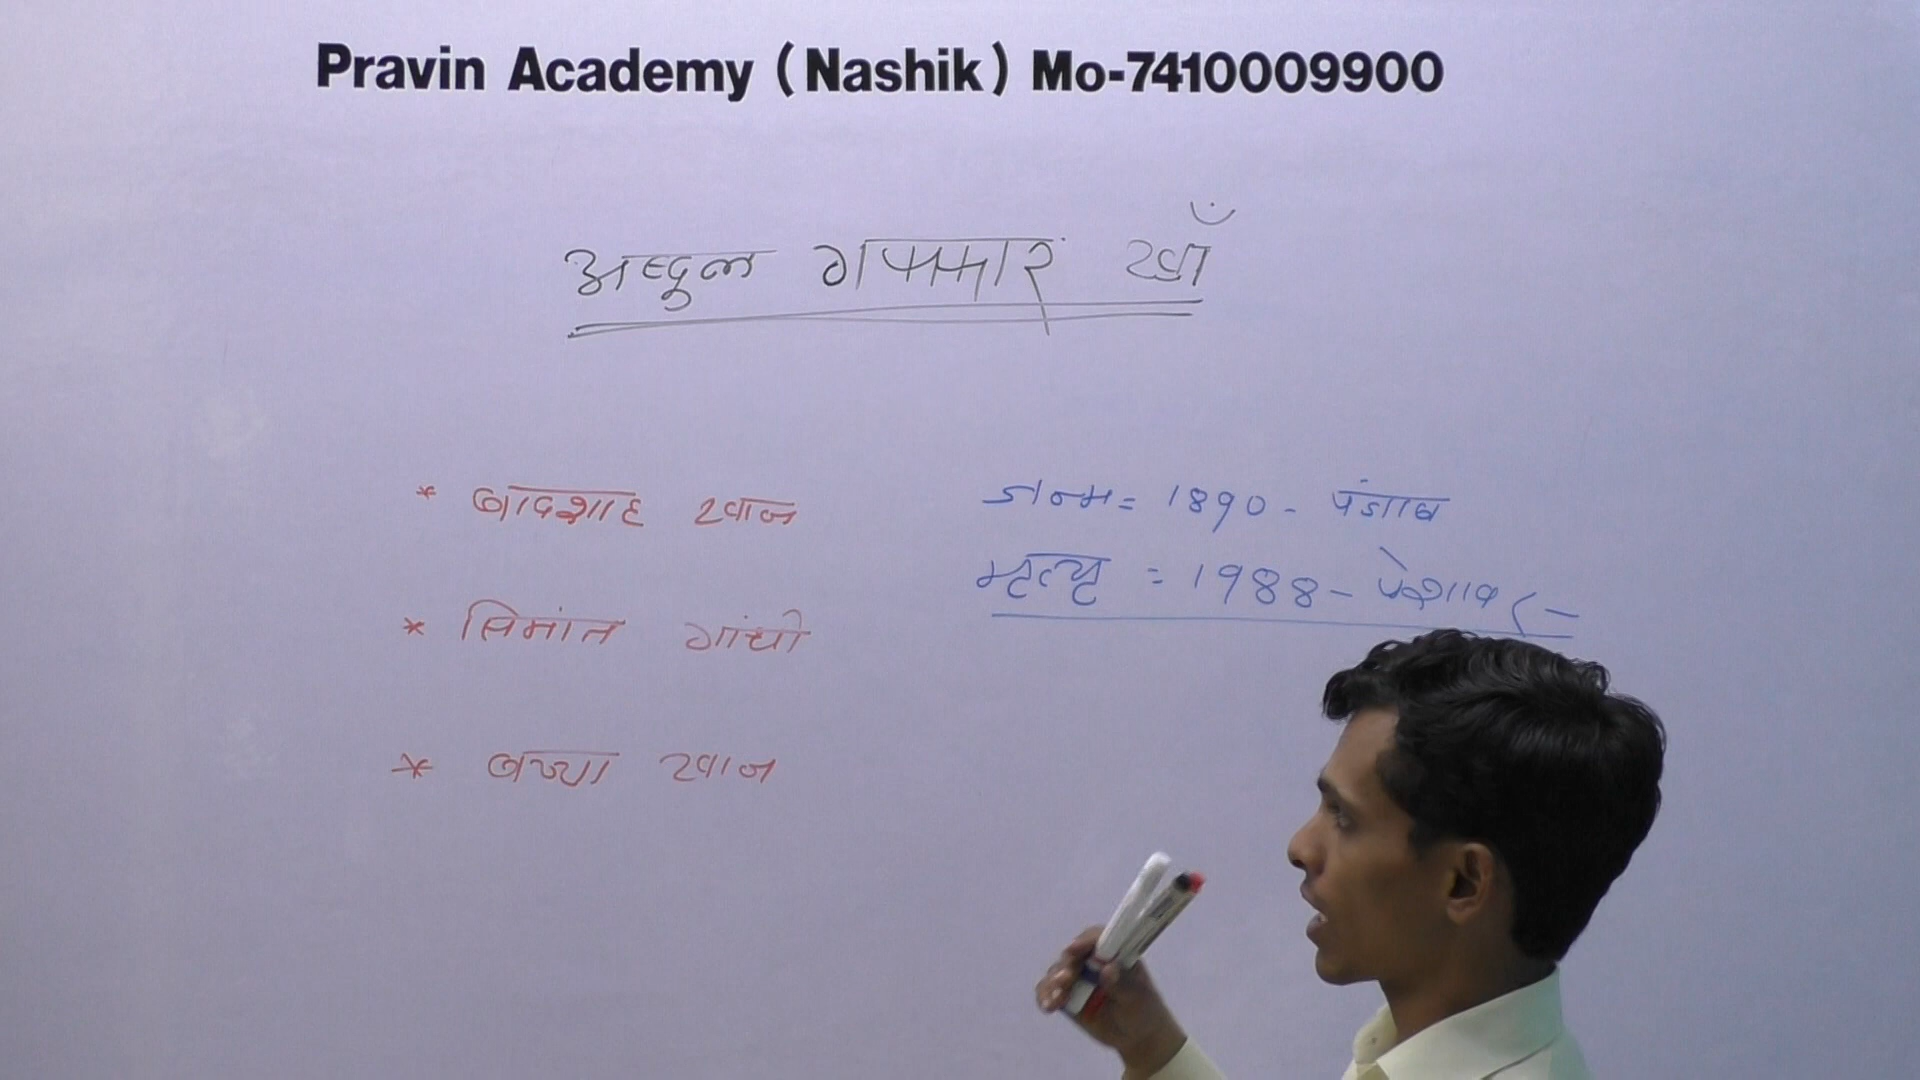 Pravin Academy (Nashik) Mo-7410009900
अब्दुल गफ्फार खाँ
* बादशाह खान
* सिमांत गांधी
* बच्चा खान
जन्म = 1890 - पंजाब
मृत्यू = 1988 - पेशावर -